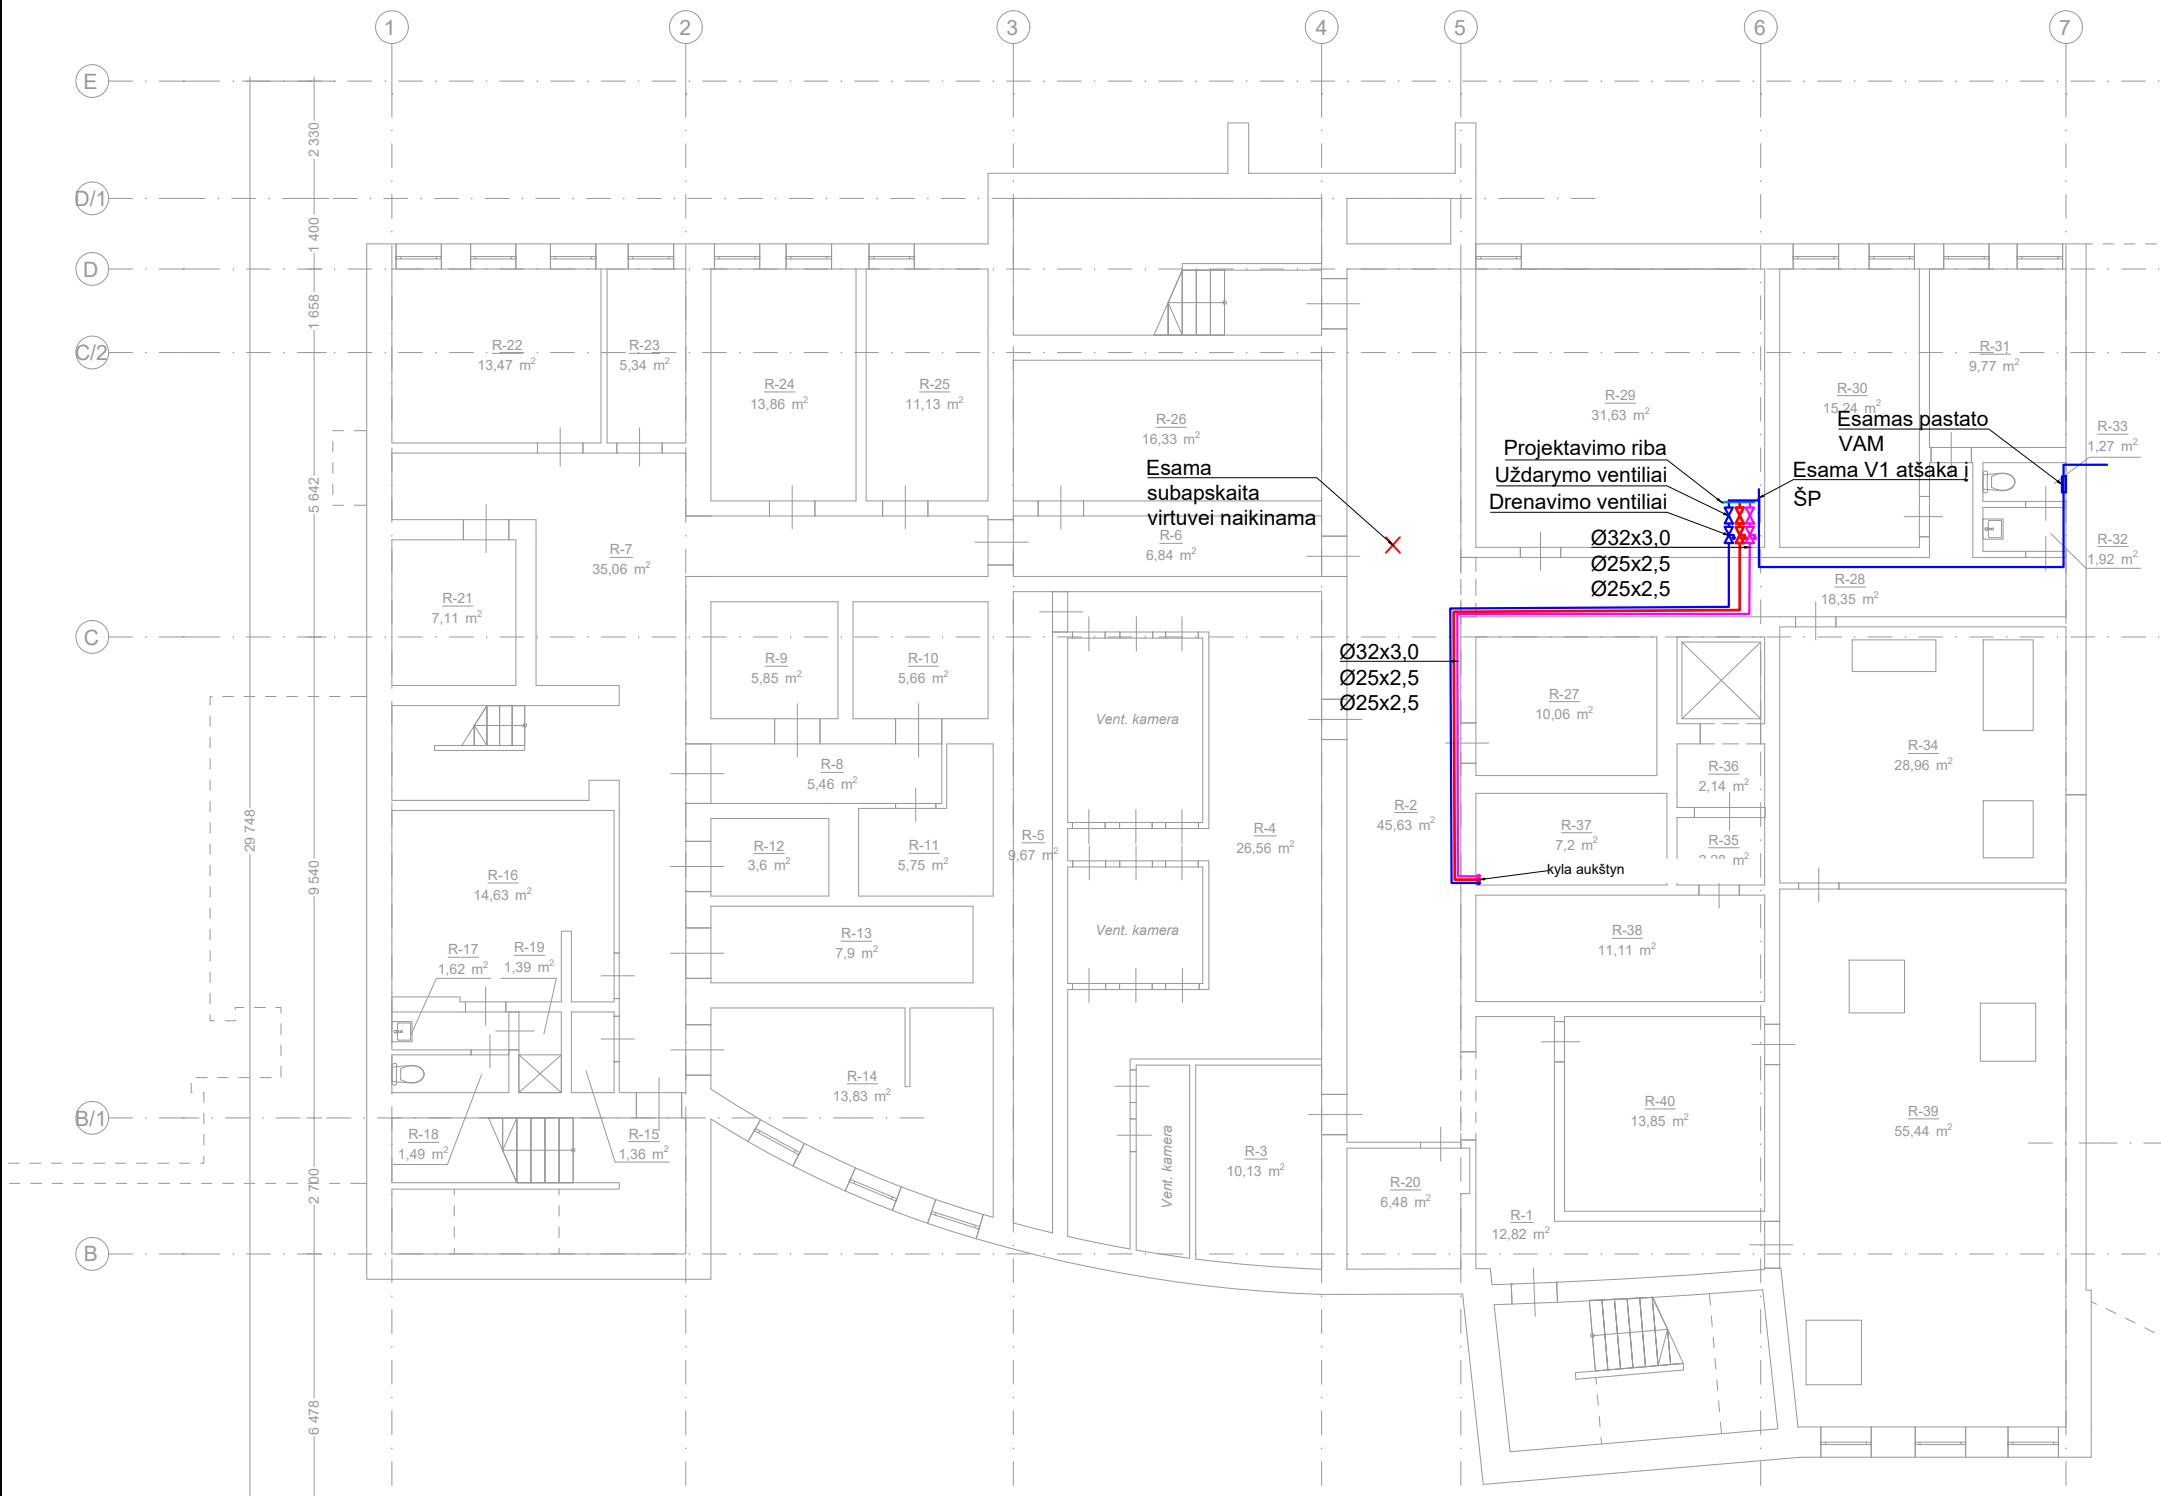 1
2
3
4
5
6
7
E
D/1
D
C/2
C
B/1
B
2 330
1 400
1 658
5 642
29 748
9 540
2 700
6 478
R-22
13,47 m²
R-23
5,34 m²
R-24
13,86 m²
R-25
11,13 m²
R-26
16,33 m²
R-29
31,63 m²
R-30
15,24 m²
R-31
9,77 m²
R-33
1,27 m²
R-32
1,92 m²
R-28
18,35 m²
Esamas pastato
VAM
Esama V1 atšaka į
ŠP
Projektavimo riba
Uždarymo ventiliai
Drenavimo ventiliai
Ø32x3,0
Ø25x2,5
Ø25x2,5
Esama
subapskaita
virtuvei naikinama
R-6
6,84 m²
R-7
35,06 m²
R-21
7,11 m²
R-9
5,85 m²
R-10
5,66 m²
Vent. kamera
Ø32x3,0
Ø25x2,5
Ø25x2,5
R-27
10,06 m²
R-34
28,96 m²
R-8
5,46 m²
R-36
2,14 m²
R-2
45,63 m²
R-37
7,2 m²
R-35
R-5
9,67 m²
R-4
26,56 m²
R-12
3,6 m²
R-11
5,75 m²
kyla aukštyn
R-16
14,63 m²
R-13
7,9 m²
Vent. kamera
R-38
11,11 m²
R-17
1,62 m²
R-19
1,39 m²
R-14
13,83 m²
R-18
1,49 m²
R-15
1,36 m²
Vent. kamera
R-3
10,13 m²
R-20
6,48 m²
R-40
13,85 m²
R-39
55,44 m²
R-1
12,82 m²